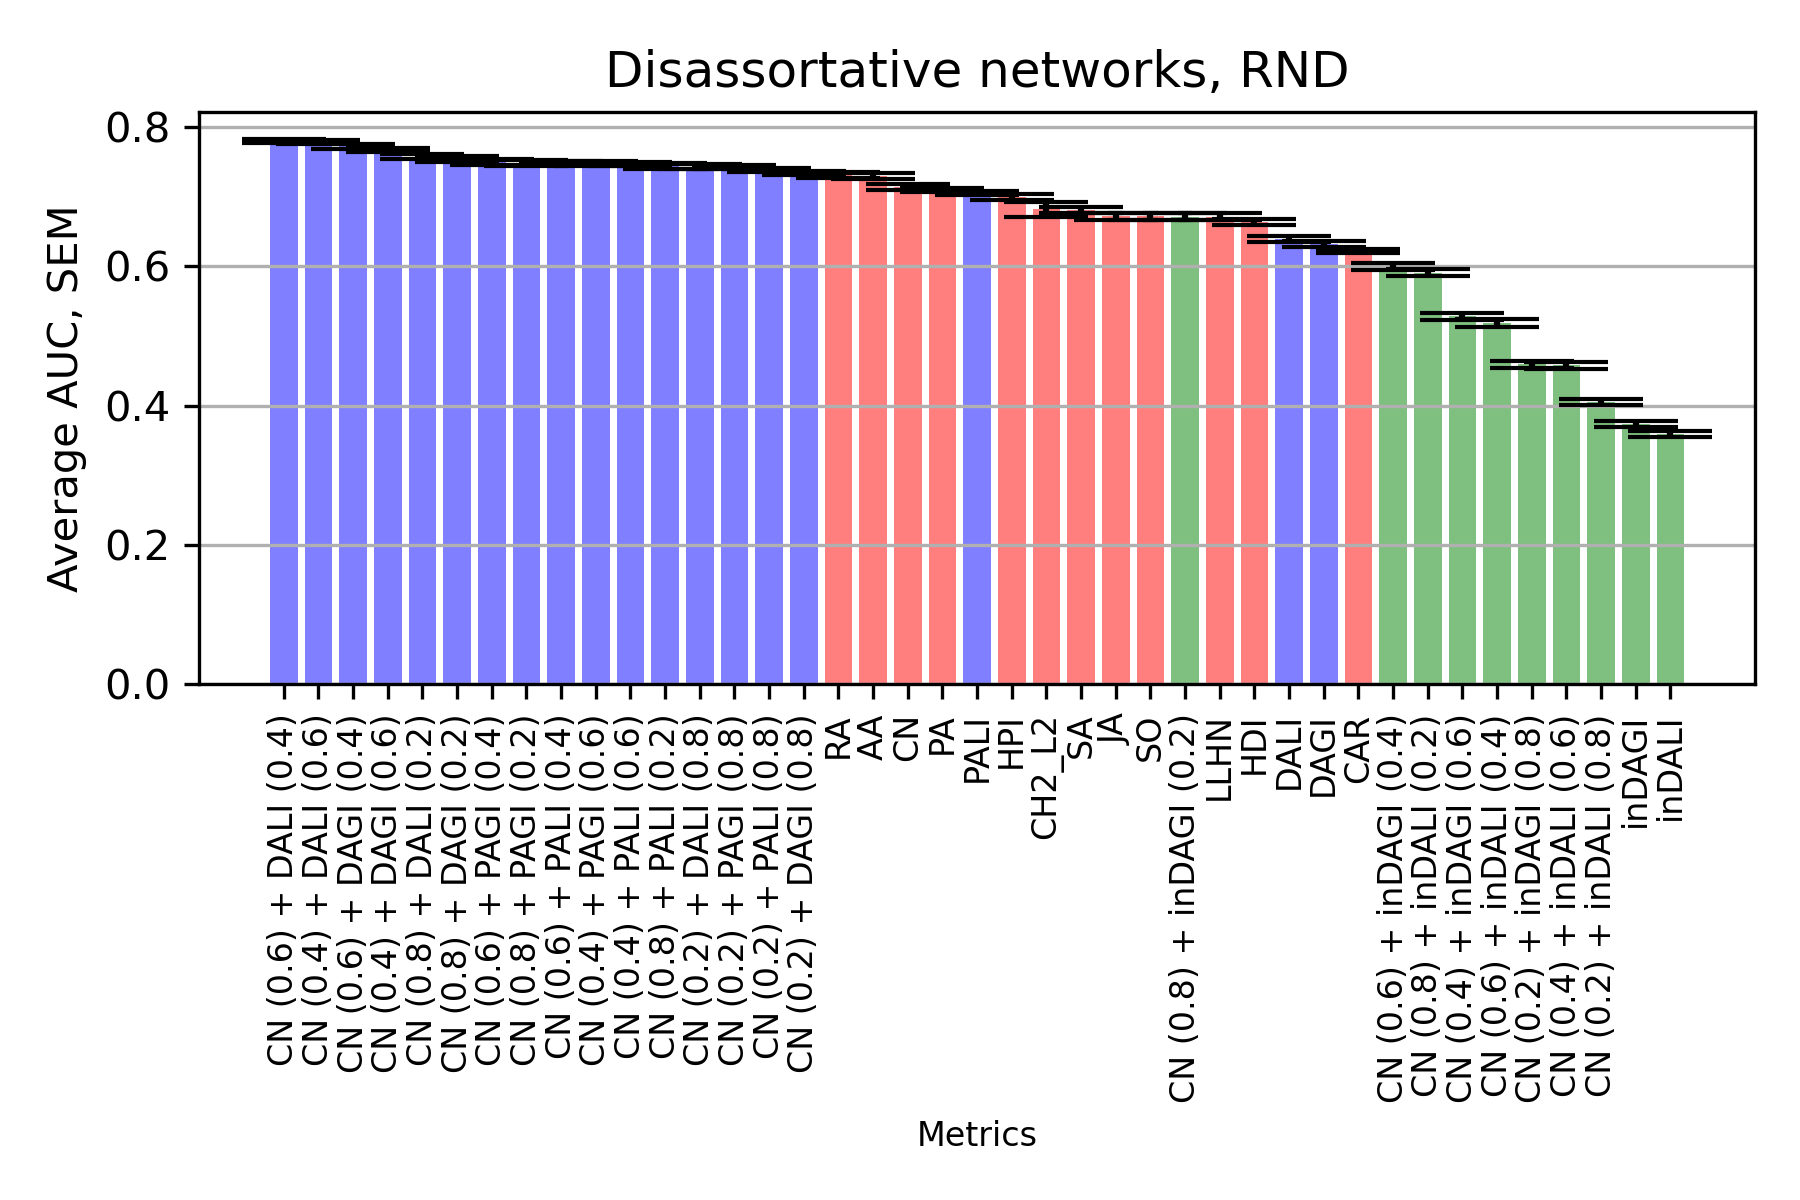 Disassortative networks, RND
Average AUC, SEM
0.8
0.6
0.4
0.2
0.0
CN (0.6) + DALI (0.4)
CN (0.4) + DALI (0.6)
CN (0.6) + DAGI (0.4)
CN (0.4) + DAGI (0.6)
CN (0.8) + DALI (0.2)
CN (0.8) + DAGI (0.2)
CN (0.6) + PAGI (0.4)
CN (0.8) + PAGI (0.2)
CN (0.6) + PALI (0.4)
CN (0.4) + PAGI (0.6)
CN (0.4) + PALI (0.6)
CN (0.8) + PALI (0.2)
CN (0.2) + DALI (0.8)
CN (0.2) + PAGI (0.8)
CN (0.2) + PALI (0.8)
CN (0.2) + DAGI (0.8)
RA
AA
CN
PA
PALI
HPI
CH2_L2
SA
JA
SO
CN (0.8) + inDAGI (0.2)
LLHN
HDI
DALI
DAGI
CAR
CN (0.6) + inDAGI (0.4)
CN (0.8) + inDALI (0.2)
CN (0.4) + inDAGI (0.6)
CN (0.6) + inDALI (0.4)
CN (0.2) + inDAGI (0.8)
CN (0.4) + inDALI (0.6)
CN (0.2) + inDALI (0.8)
inDAGI
inDALI
Metrics